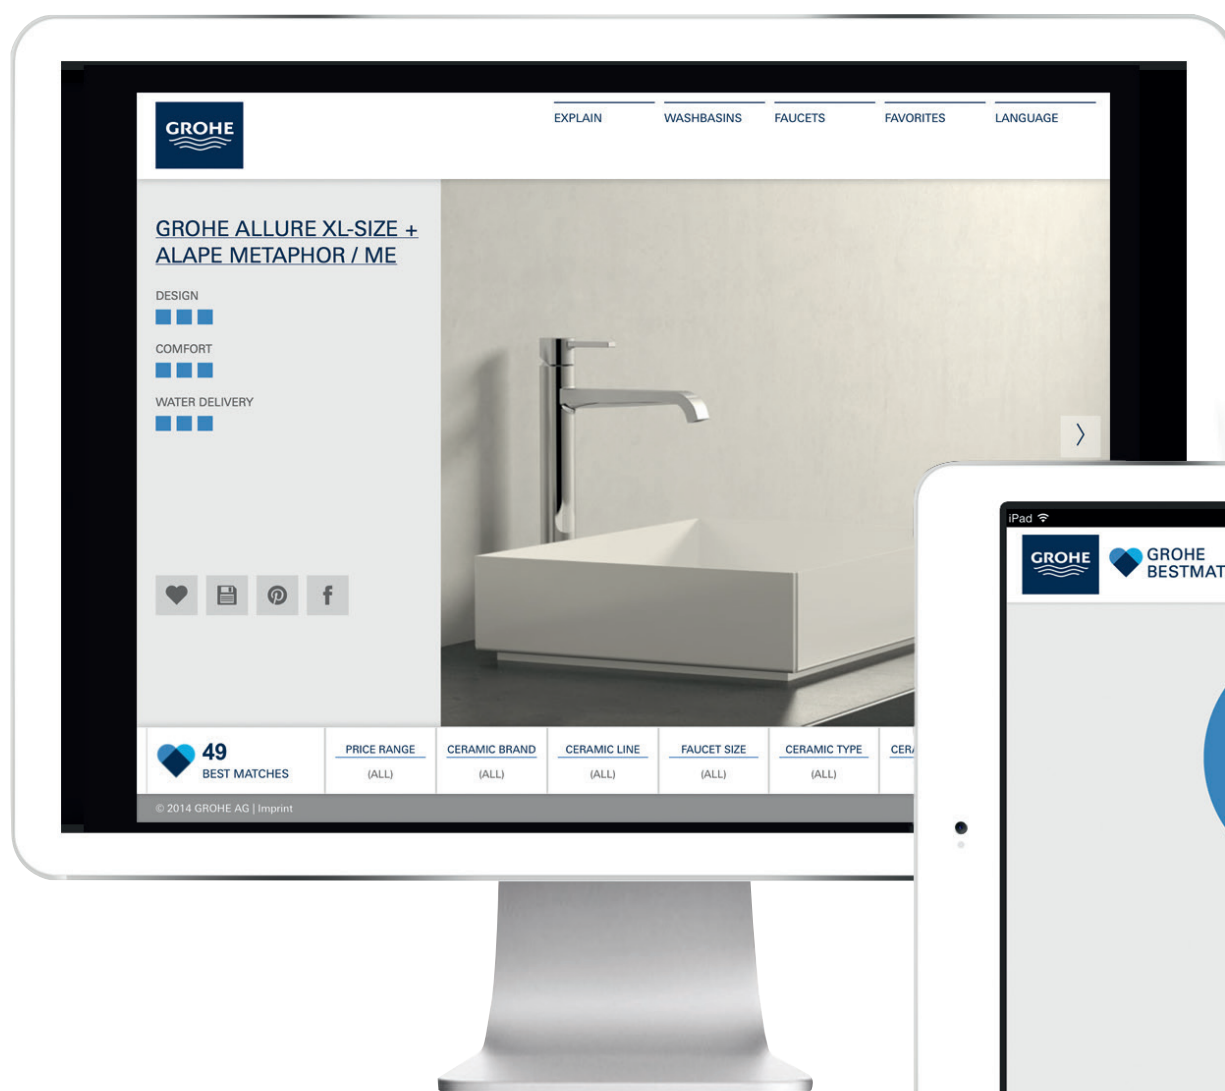 GROHE
EXPLAIN
WASHBASINS
FAUCETS
FAVORITES
LANGUAGE
GROHE ALLURE XL-SIZE +
ALAPE METAPHOR / ME
DESIGN
COMFORT
WATER DELIVERY
49
BEST MATCHES
PRICE RANGE
(ALL)
CERAMIC BRAND
(ALL)
CERAMIC LINE
(ALL)
FAUCET SIZE
(ALL)
CERAMIC TYPE
(ALL)
© 2014 GROHE AG | Imprint
iPad
GROHE
GROHE